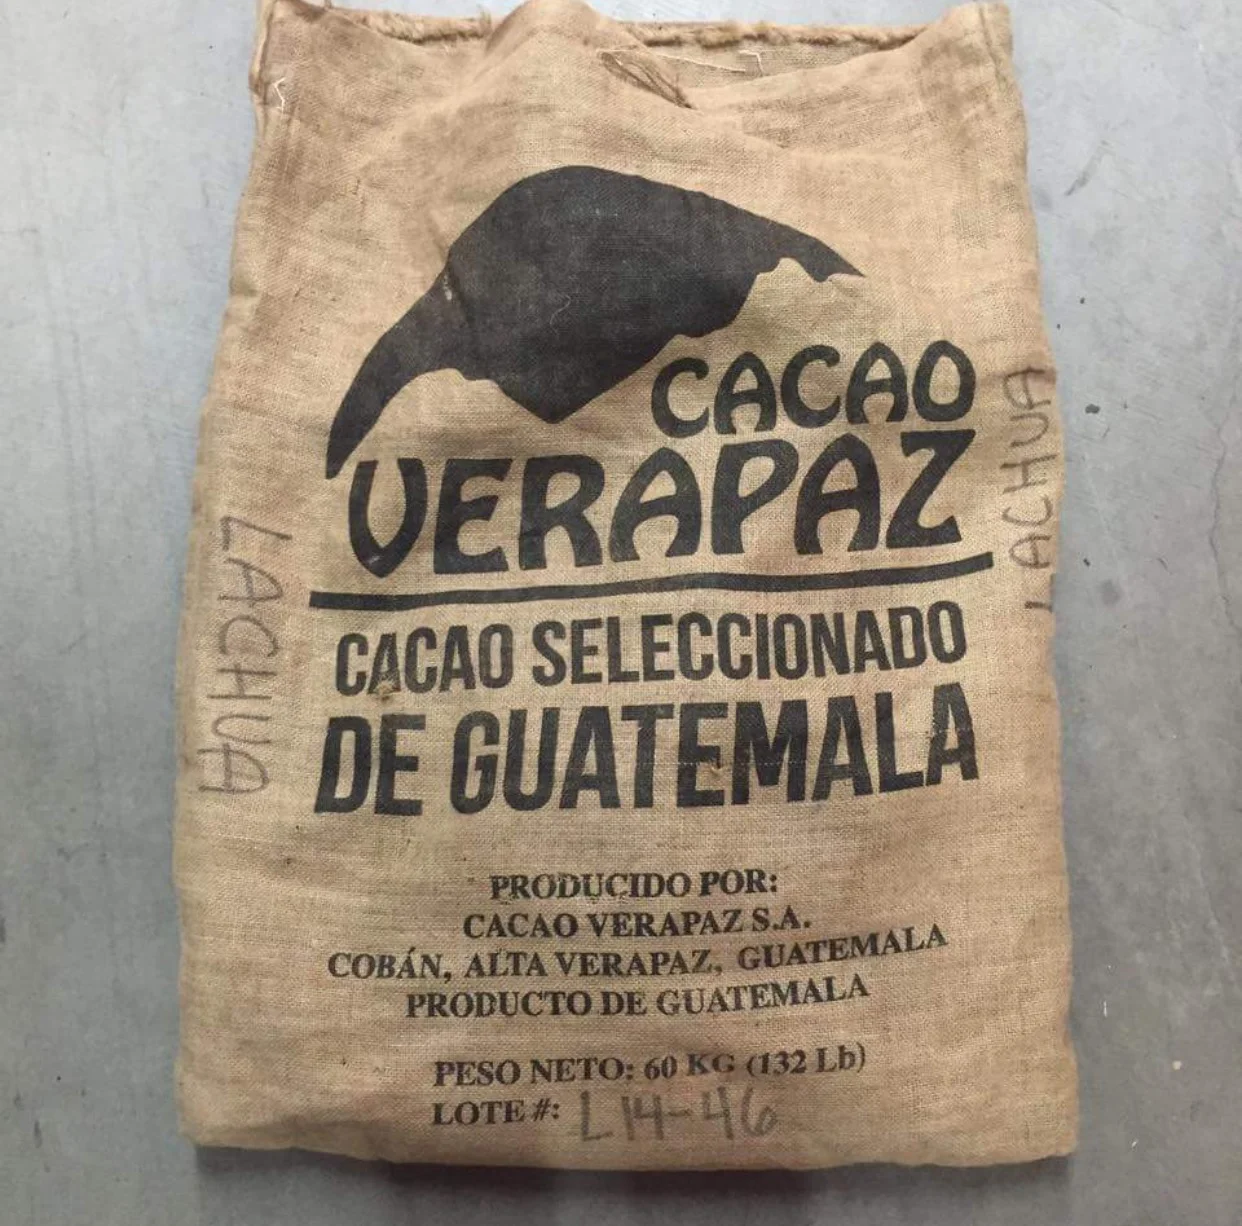 CACAO
VERAPAZ
CACAO SELECCIONADO
DE GUATEMALA
LACHUA
LACHUA
PRODUCIDO POR:
CACAO VERAPAZ S.A.
COBÁN, ALTA VERAPAZ, GUATEMALA
PRODUCTO DE GUATEMALA
PESO NETO: 60 KG (132 Lb)
LOTE #: L14-46